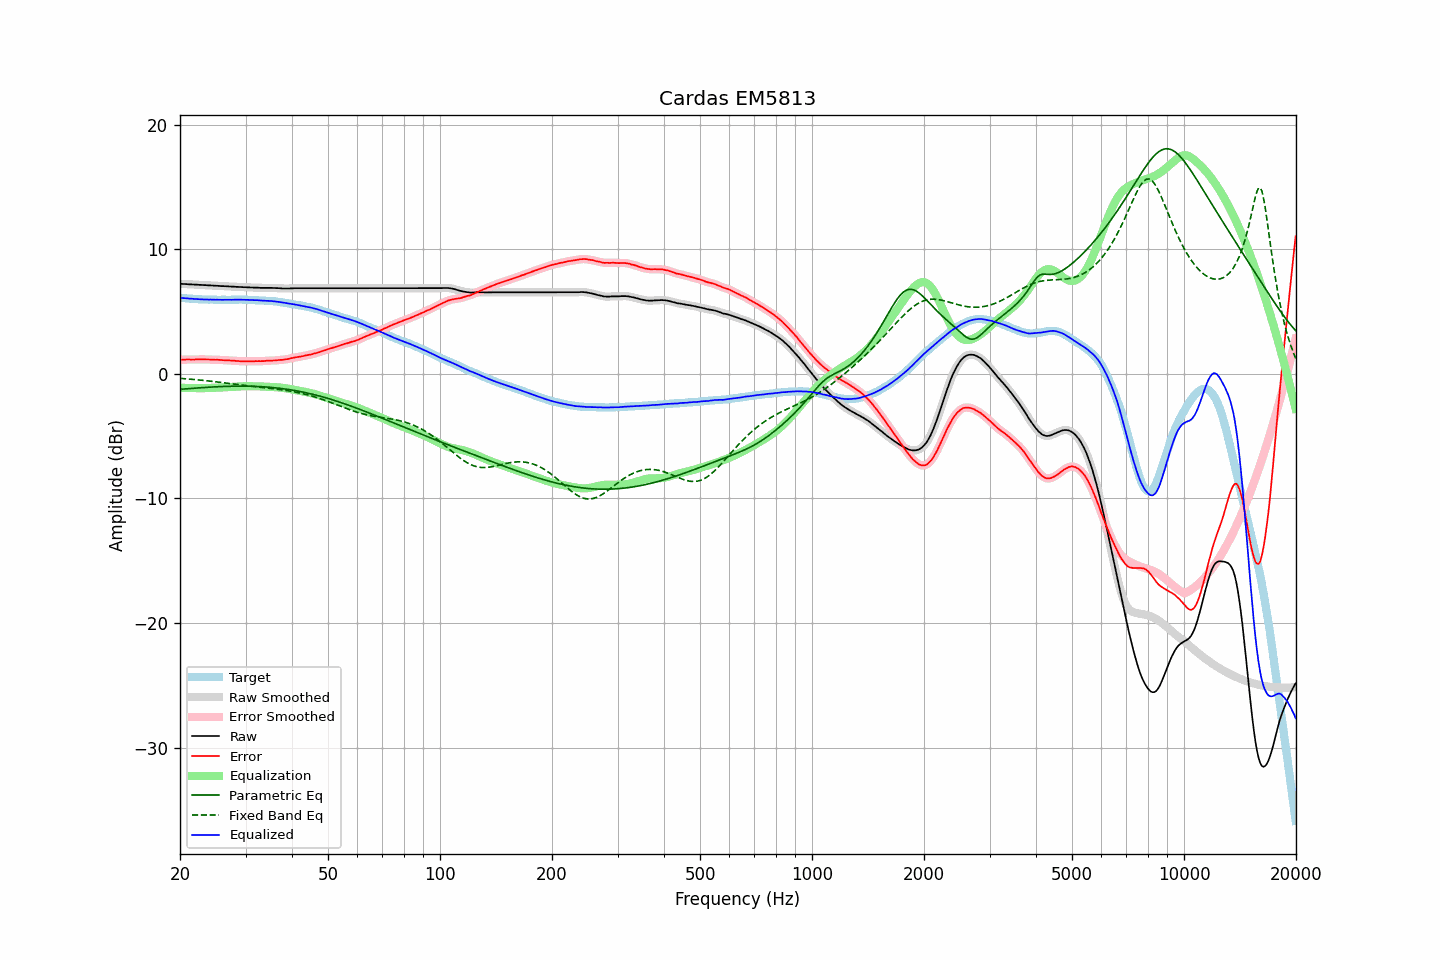 Cardas EM5813
20
10
0
−10
−20
−30
Amplitude (dBr)
Target
Raw Smoothed
Error Smoothed
Raw
Error
Equalization
Parametric Eq
Fixed Band Eq
Equalized
20 50 100 200 500 1000 2000 5000 10000 20000
Frequency (Hz)